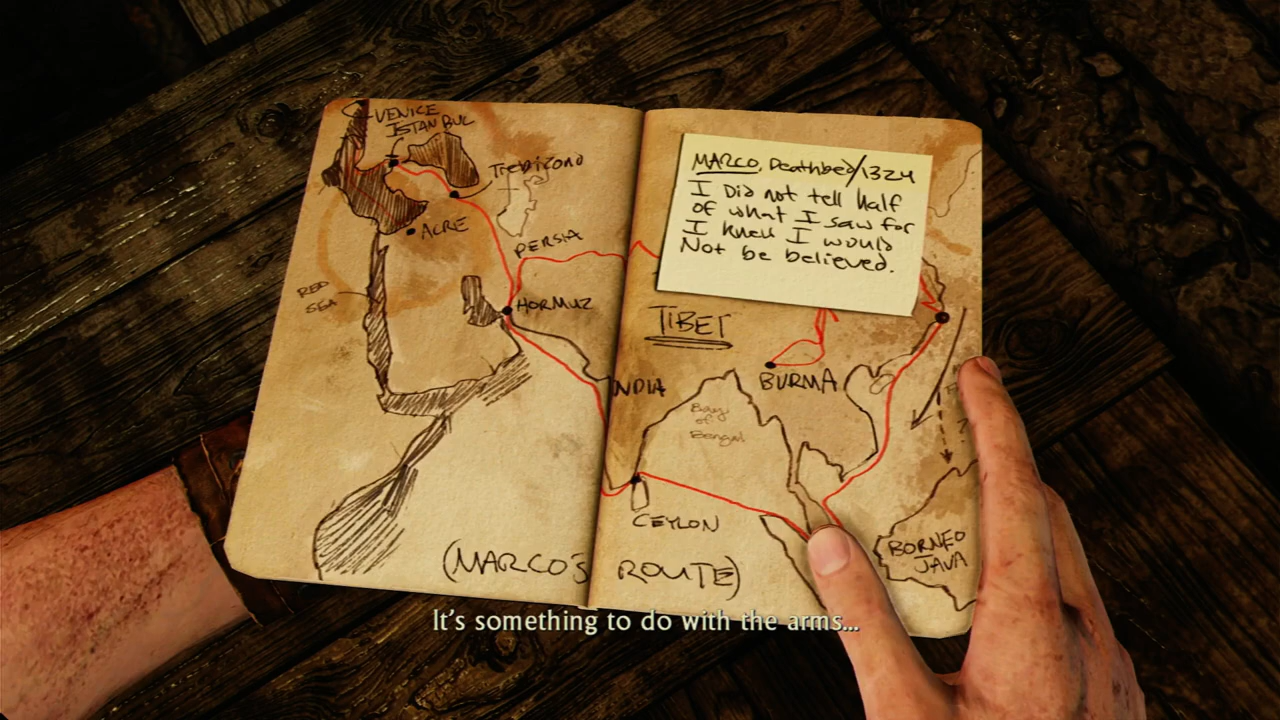 VENICE
ISTANBUL
Trebizond
ACRE
PERSIA
RED
SEA
HORMUZ
MARCO, Deathbed/1324
I Did not tell half
of what I saw for
I knew I would
Not be believed.
TIBET
BURMA
NDIA
Bay
of
Bengal
CEYLON
BORNEO
JAVA
(MARCO'S ROUTE)
It's something to do with the arms...